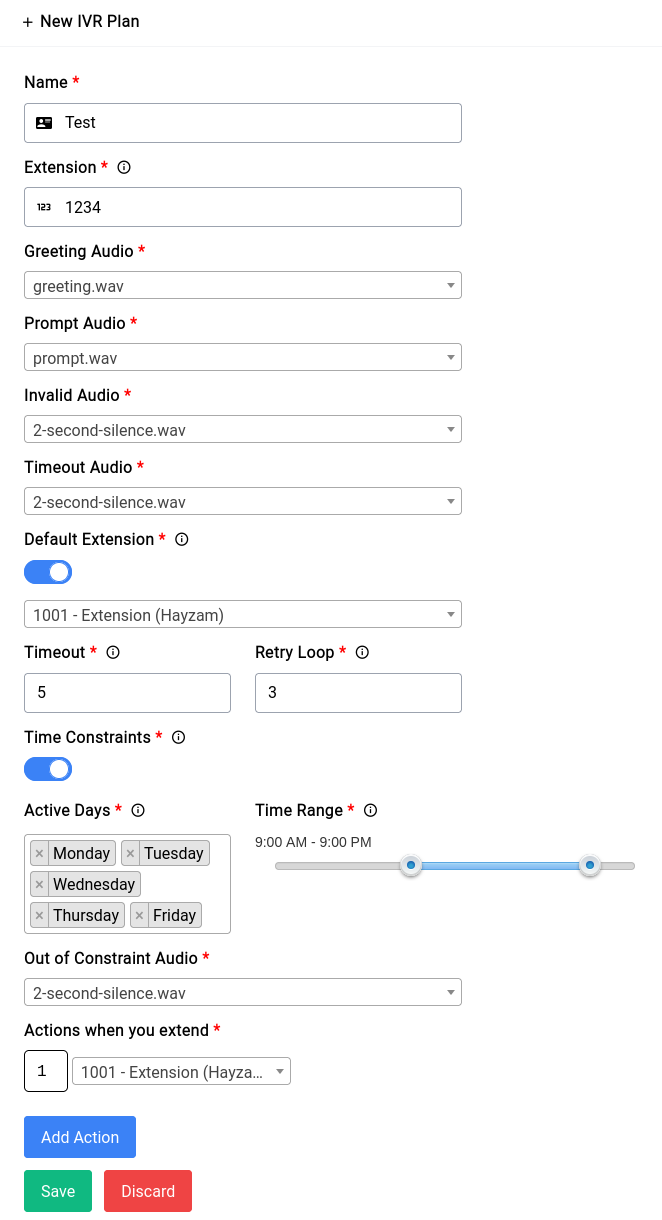 + New IVR Plan
Name *
Test
Extension *
123 1234
Greeting Audio *
greeting.wav
Prompt Audio *
prompt.wav
Invalid Audio *
2-second-silence.wav
Timeout Audio *
2-second-silence.wav
Default Extension *
1001 - Extension (Hayzam)
Timeout * Retry Loop *
5 3
Time Constraints *
Active Days * Time Range *
9:00 AM - 9:00 PM
× Monday × Tuesday
× Wednesday
× Thursday × Friday
Out of Constraint Audio *
2-second-silence.wav
Actions when you extend *
1 1001 - Extension (Hayza...
Add Action
Save Discard